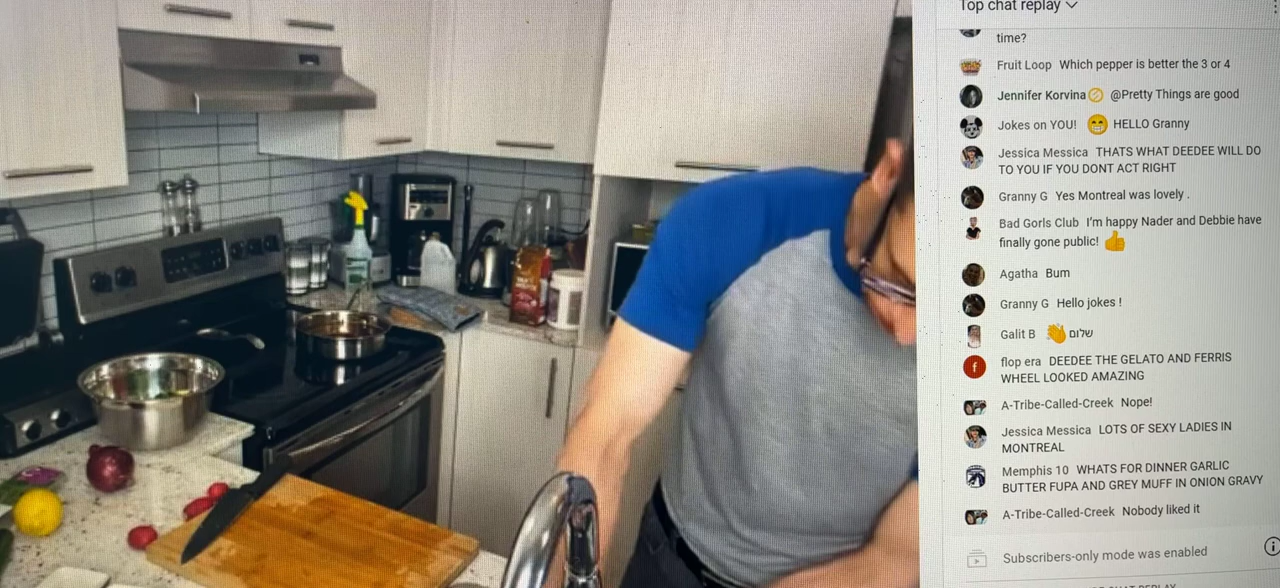 Top chat replay
time?
Fruit Loop Which pepper is better the 3 or 4
Jennifer Korvina @Pretty Things are good
Jokes on YOU! 😁 HELLO Granny
Jessica Messica THATS WHAT DEEDEE WILL DO
TO YOU IF YOU DONT ACT RIGHT
Granny G Yes Montreal was lovely .
Bad Gorls Club I'm happy Nader and Debbie have
finally gone public! 👍
Agatha Bum
Granny G Hello jokes !
Galit B 👋 שלום
flop era DEEDEE THE GELATO AND FERRIS
WHEEL LOOKED AMAZING
A-Tribe-Called-Creek Nope!
Jessica Messica LOTS OF SEXY LADIES IN
MONTREAL
Memphis 10 WHATS FOR DINNER GARLIC
BUTTER FUPA AND GREY MUFF IN ONION GRAVY
A-Tribe-Called-Creek Nobody liked it
Subscribers-only mode was enabled